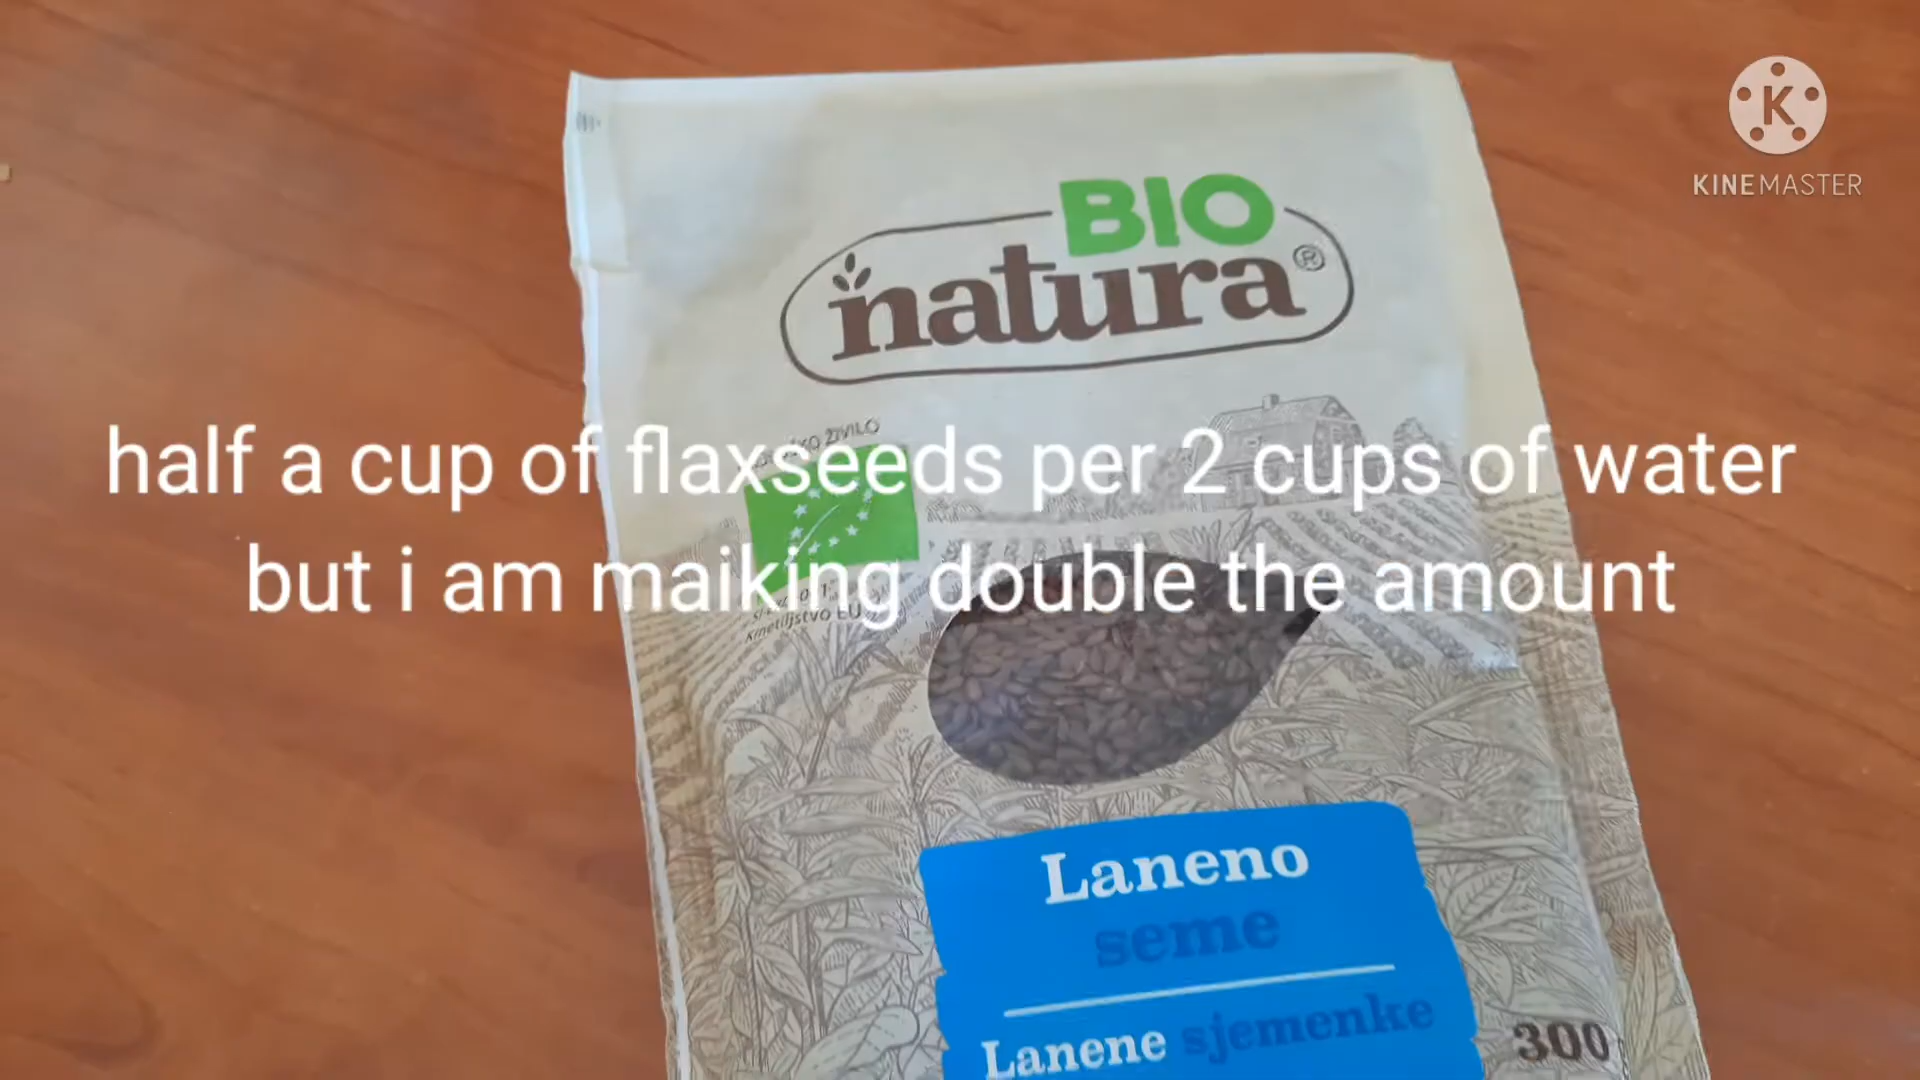 KINEMASTER
BIO
natura®
half a cup of flaxseeds per 2 cups of water
but i am maiking double the amount
Laneno
seme
Lanene sjemenke
300